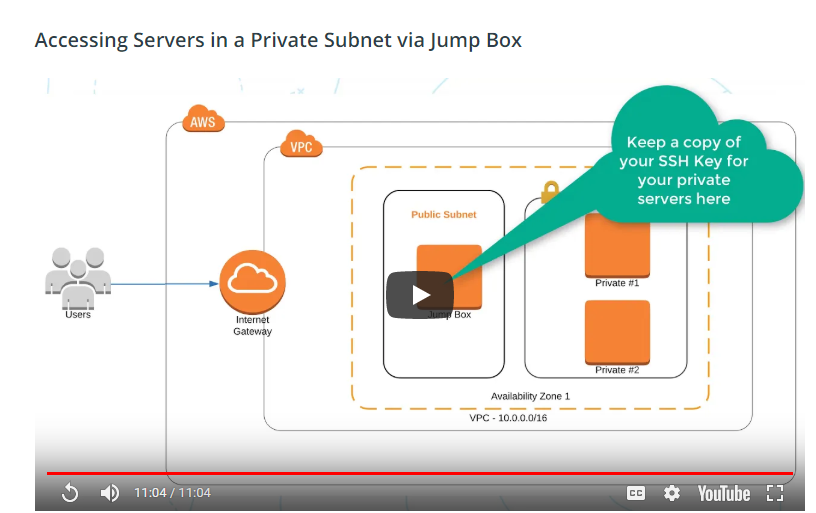 Accessing Servers in a Private Subnet via Jump Box
AWS
VPC
Keep a copy of
your SSH Key for
your private
servers here
Public Subnet
Users
Internet
Gateway
Jump Box
Private #1
Private #2
Availability Zone 1
VPC - 10.0.0.0/16
11:04 / 11:04
CC
YouTube